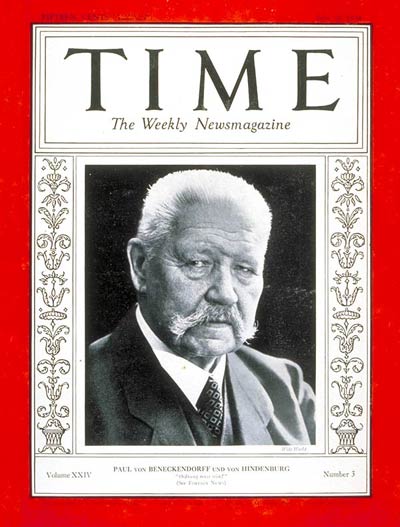 TIME
The Weekly Newsmagazine
Wide World
Volume XXIV
PAUL VON BENECKENDORFF UND VON HINDENBURG
Number 3
(SEE FOREIGN NEWS)